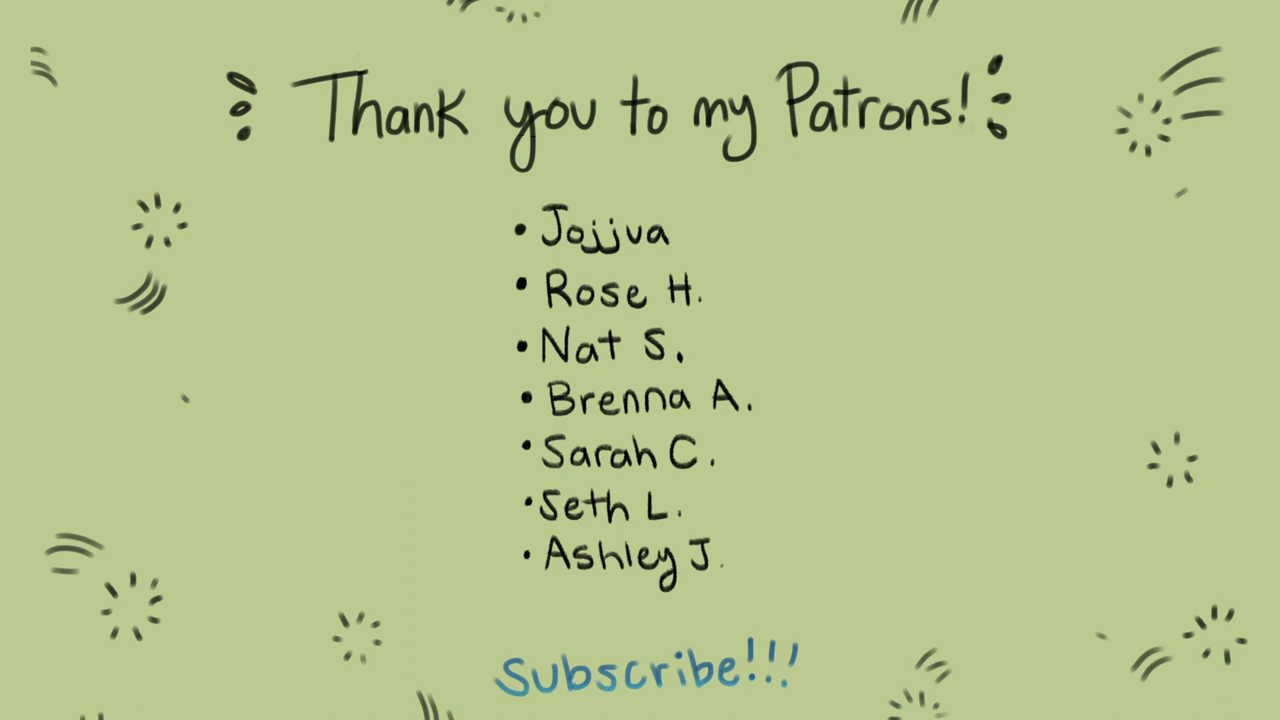 Thank you to my Patrons!
• Jojjva
• Rose H.
• Nat S.
• Brenna A.
• Sarah C.
• Seth L.
• Ashley J.
Subscribe!!!